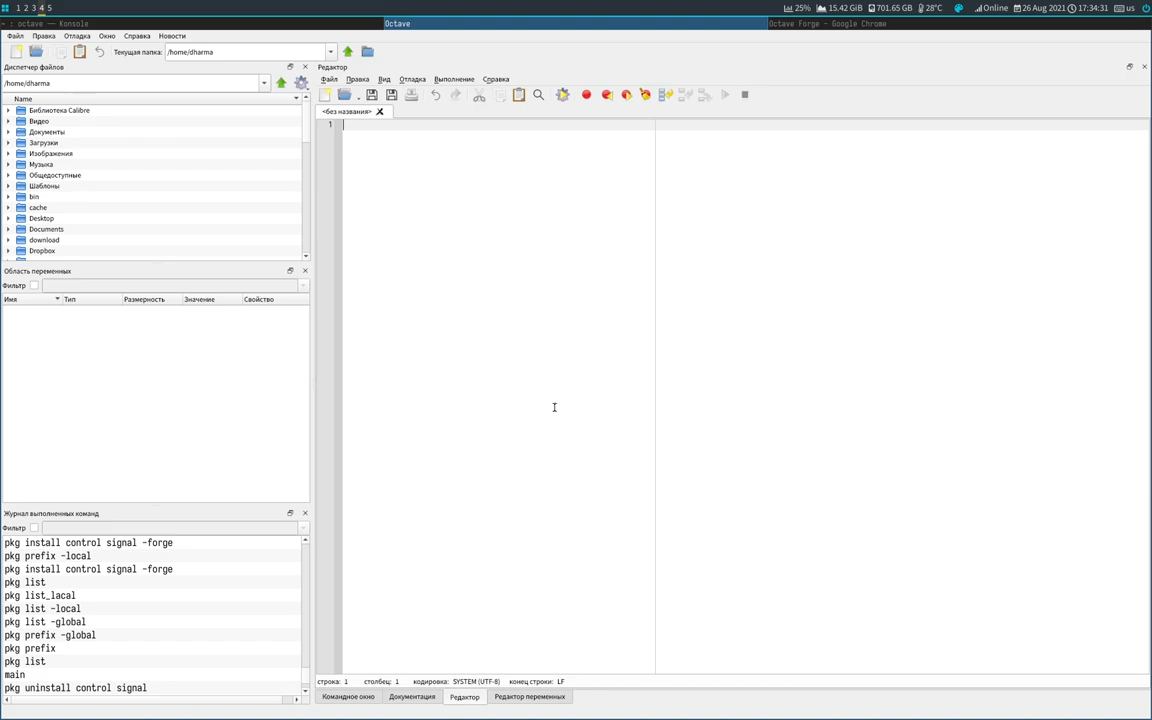 1 2 3 4 5
25% 15.42 GiB 701.65 GB 28°C Online 26 Aug 2021 17:34:31 us
~ : octave — Konsole Octave Octave Forge - Google Chrome
Файл Правка Отладка Окно Справка Новости
Текущая папка: /home/dharma
Диспетчер файлов
/home/dharma
Name
Библиотека Calibre
Видео
Документы
Загрузки
Изображения
Музыка
Общедоступные
Шаблоны
bin
cache
Desktop
Documents
download
Dropbox
Область переменных
Фильтр
Имя Тип Размерность Значение Свойство
Журнал выполненных команд
Фильтр
pkg install control signal -forge
pkg prefix -local
pkg install control signal -forge
pkg list
pkg list_lacal
pkg list -local
pkg list -global
pkg prefix -global
pkg prefix
pkg list
main
pkg uninstall control signal
Редактор
Файл Правка Вид Отладка Выполнение Справка
<без названия>
1
строка: 1 столбец: 1 кодировка: SYSTEM (UTF-8) конец строки: LF
Командное окно Документация Редактор Редактор переменных